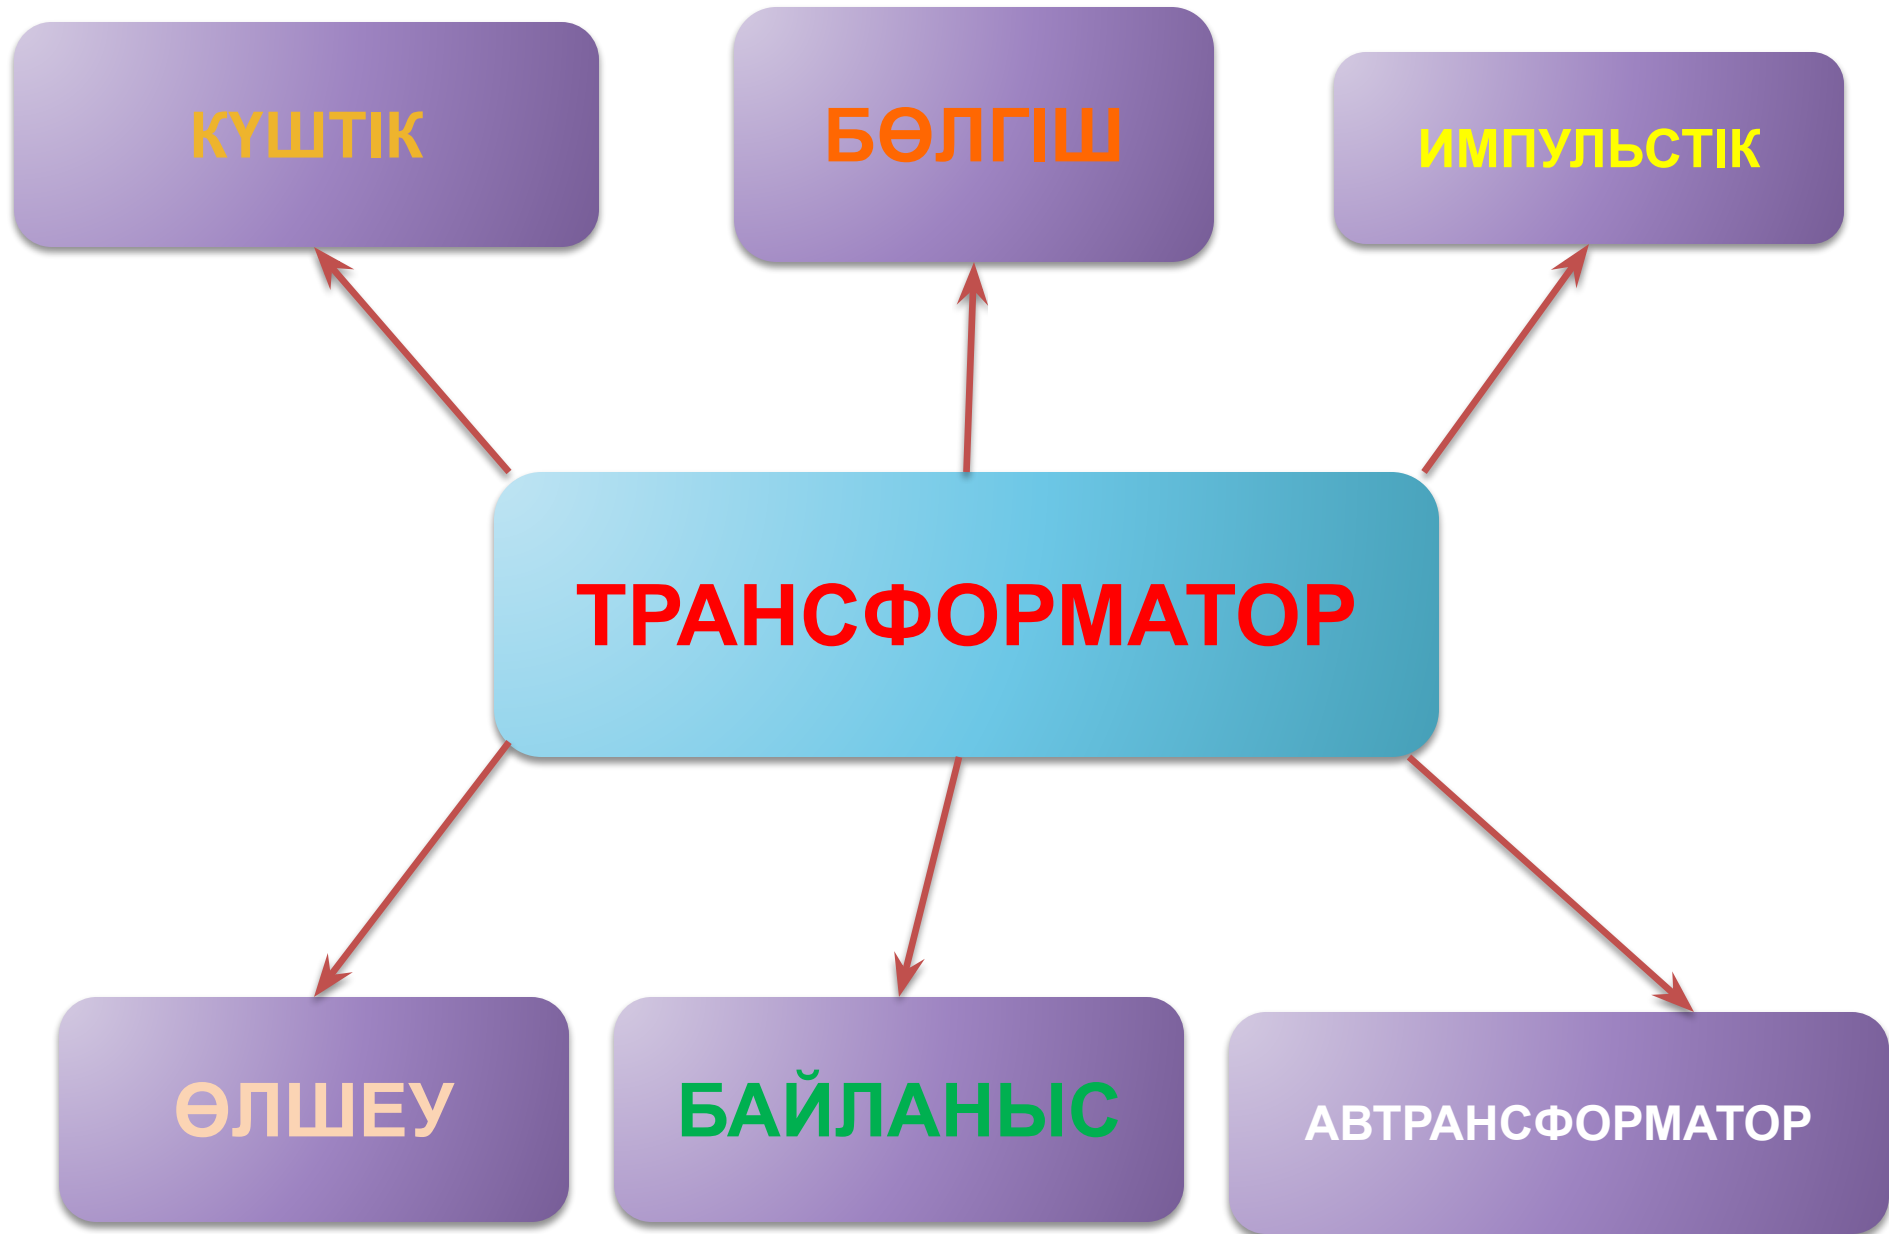 КҮШТІК
БӨЛГІШ
ИМПУЛЬСТІК
ТРАНСФОРМАТОР
ӨЛШЕУ
БАЙЛАНЫС
АВТРАНСФОРМАТОР